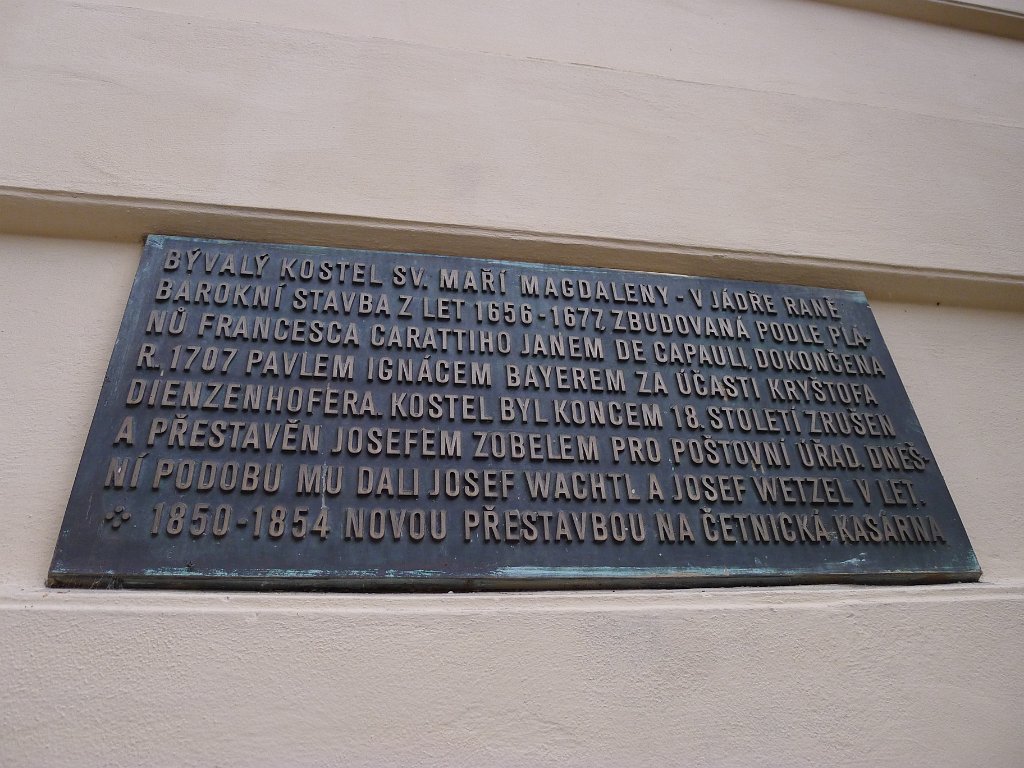 BÝVALÝ KOSTEL SV. MAŘÍ MAGDALENY - V JÁDŘE RANĚ
BAROKNÍ STAVBA Z LET 1656-1677, ZBUDOVANÁ PODLE PLÁ-
NŮ FRANCESCA CARATTIHO JANEM DE CAPAULI, DOKONČENA
R. 1707 PAVLEM IGNÁCEM BAYEREM ZA ÚČASTI KRYŠTOFA
DIENZENHOFERA. KOSTEL BYL KONCEM 18. STOLETÍ ZRUŠEN
A PŘESTAVĚN JOSEFEM ZOBELEM PRO POŠTOVNÍ ÚŘAD. DNEŠ-
NÍ PODOBU MU DALI JOSEF WACHTL A JOSEF WETZEL V LET.
1850-1854 NOVOU PŘESTAVBOU NA ČETNICKÁ KASÁRNA